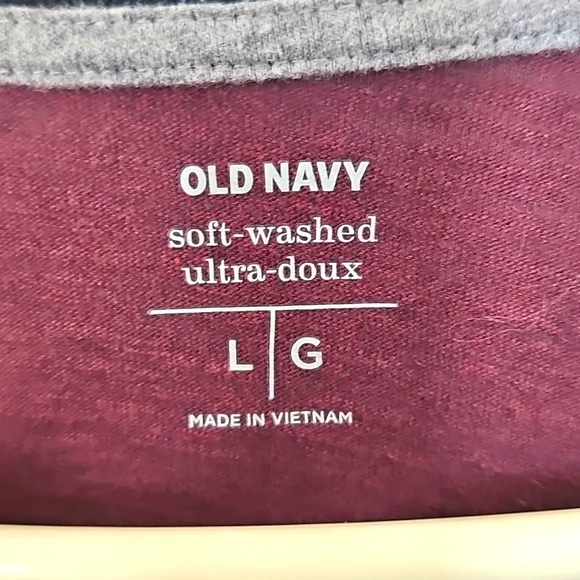 OLD NAVY
soft-washed
ultra-doux
L G
MADE IN VIETNAM